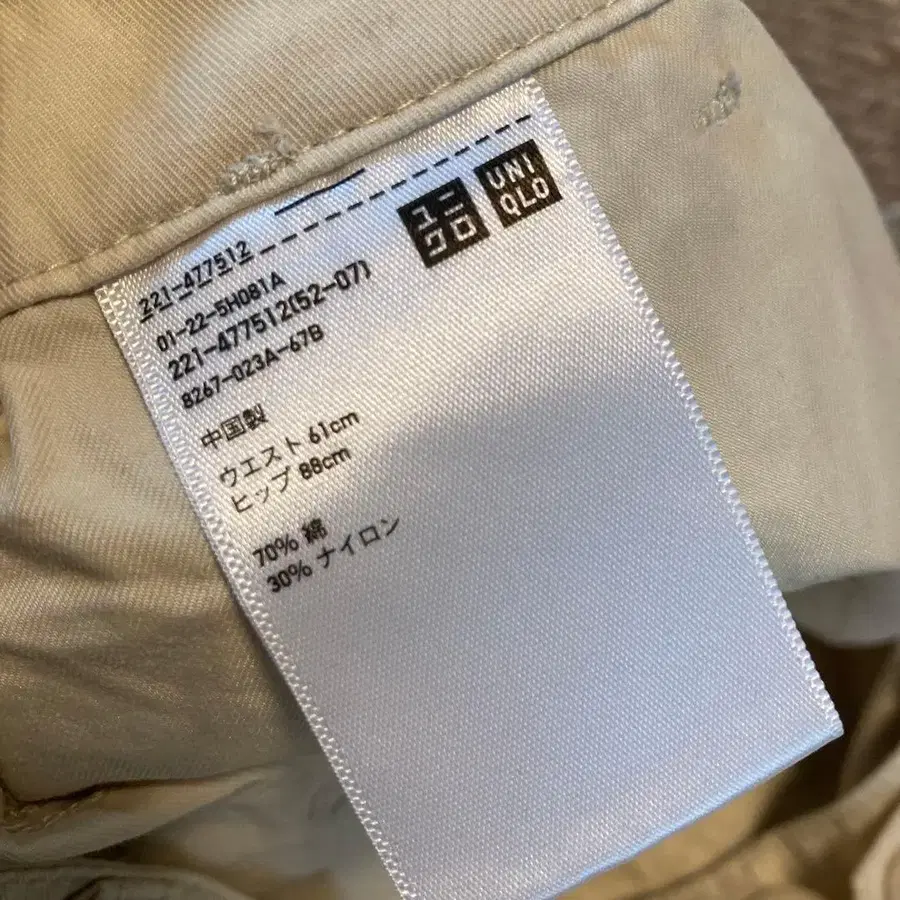 ユニ
クロ
UNI
QLO
221-477512
01-22-5H081A
221-477512(52-07)
8267-023A-67B
中国製
ウエスト 61cm
ヒップ 88cm
70% 綿
30% ナイロン